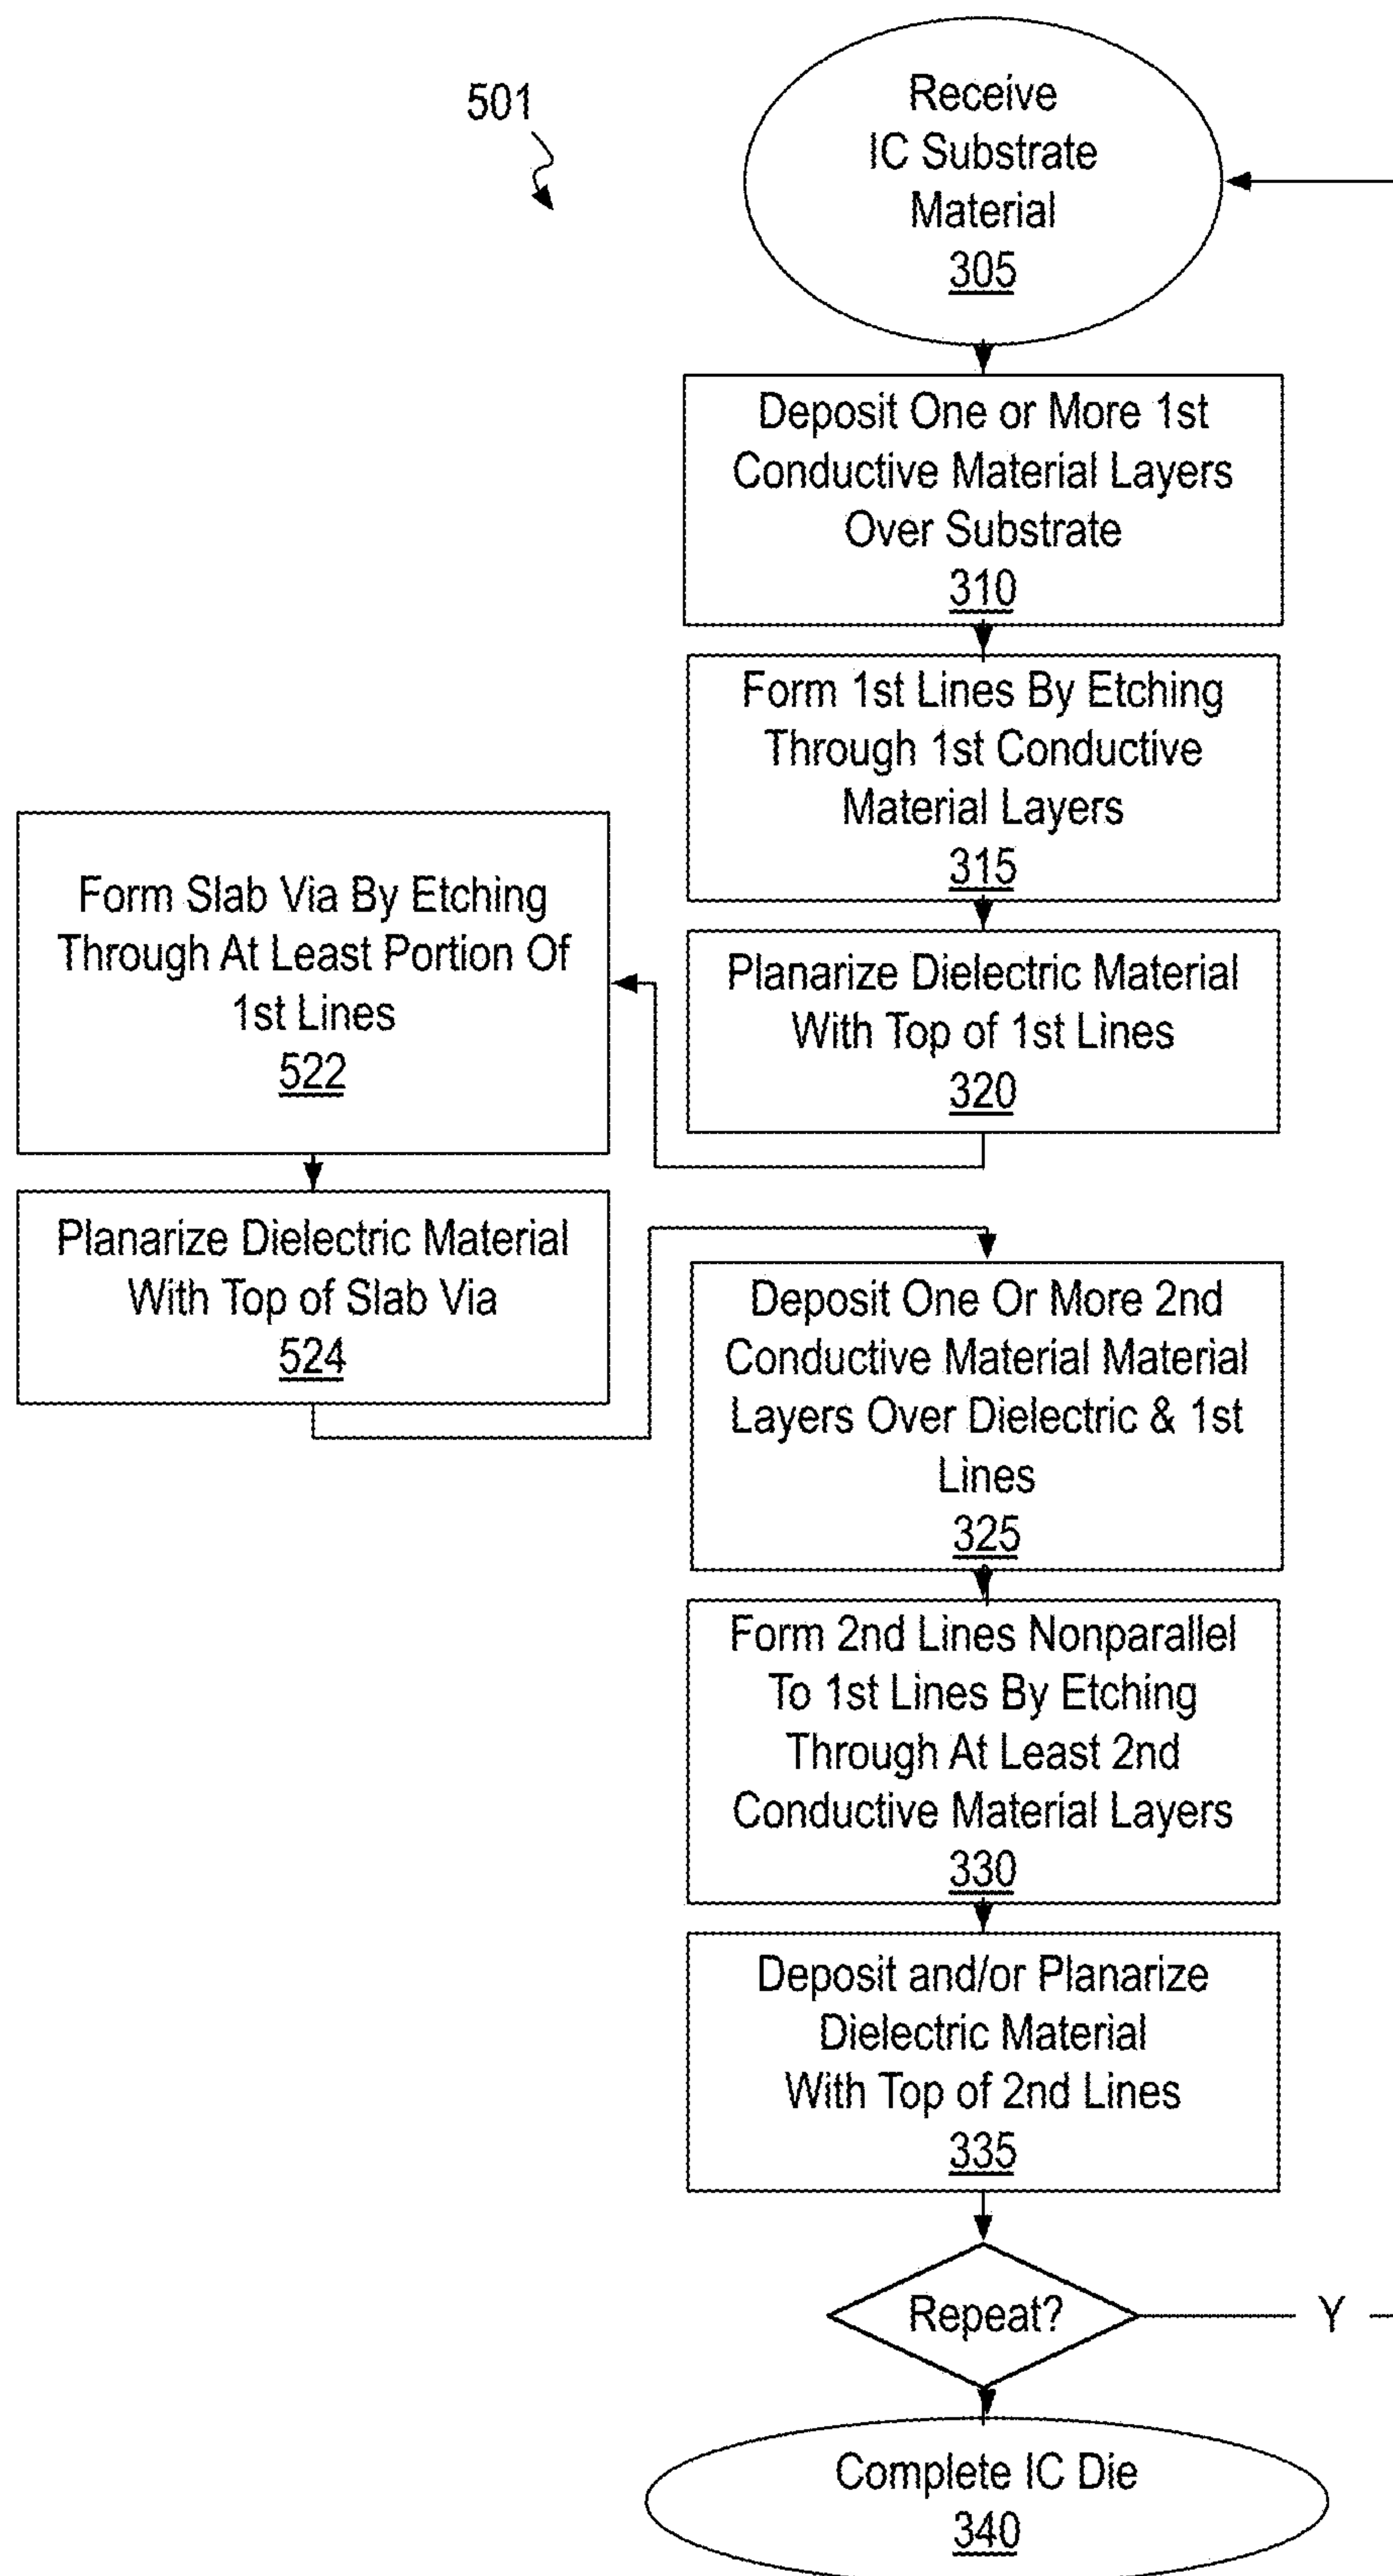 501
Receive
IC Substrate
Material
305
Deposit One or More 1st
Conductive Material Layers
Over Substrate
310
Form 1st Lines By Etching
Through 1st Conductive
Material Layers
315
Planarize Dielectric Material
With Top of 1st Lines
320
Form Slab Via By Etching
Through At Least Portion Of
1st Lines
522
Planarize Dielectric Material
With Top of Slab Via
524
Deposit One Or More 2nd
Conductive Material Material
Layers Over Dielectric & 1st
Lines
325
Form 2nd Lines Nonparallel
To 1st Lines By Etching
Through At Least 2nd
Conductive Material Layers
330
Deposit and/or Planarize
Dielectric Material
With Top of 2nd Lines
335
Repeat?
Y
Complete IC Die
340